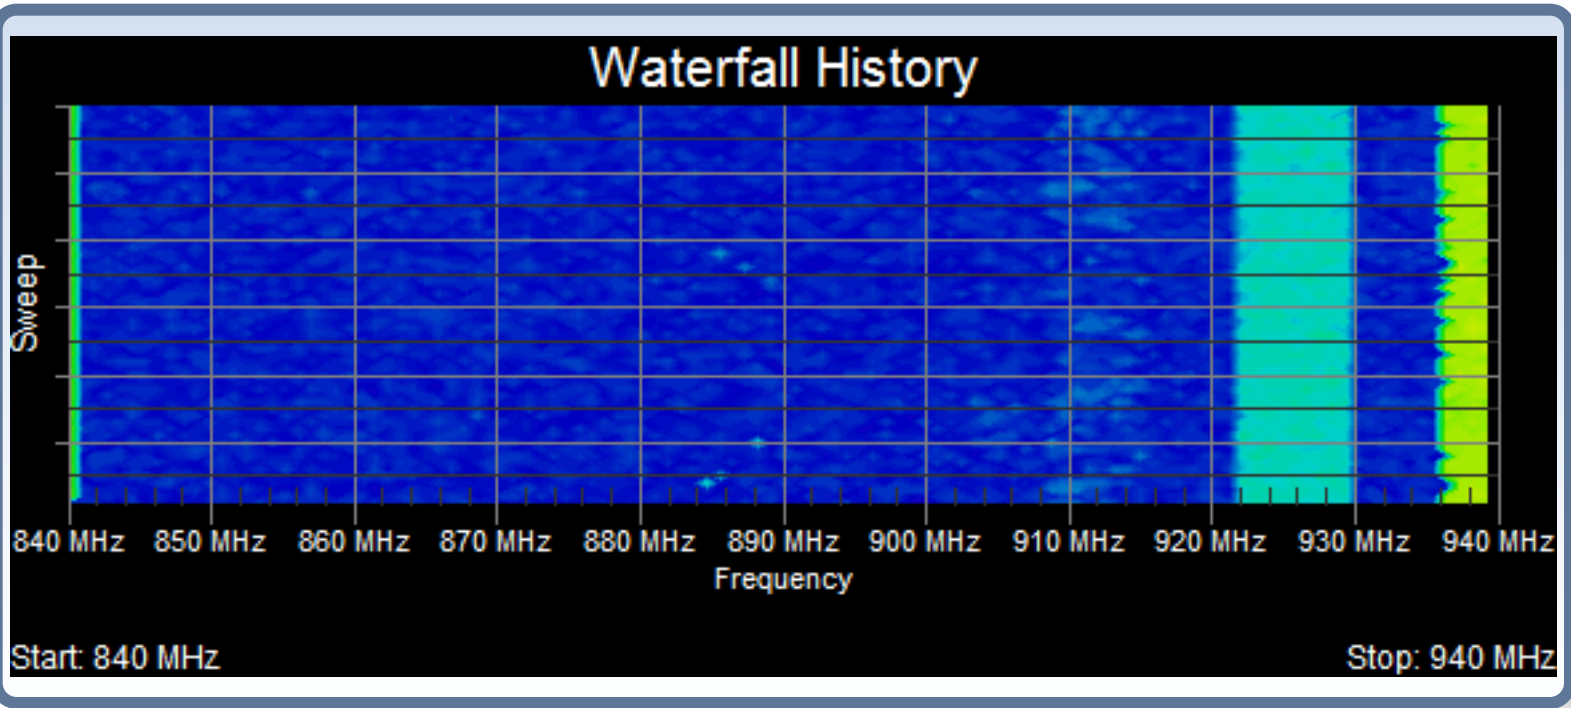 Waterfall History
Sweep
840 MHz 850 MHz 860 MHz 870 MHz 880 MHz 890 MHz 900 MHz 910 MHz 920 MHz 930 MHz 940 MHz
Frequency
Start: 840 MHz
Stop: 940 MHz